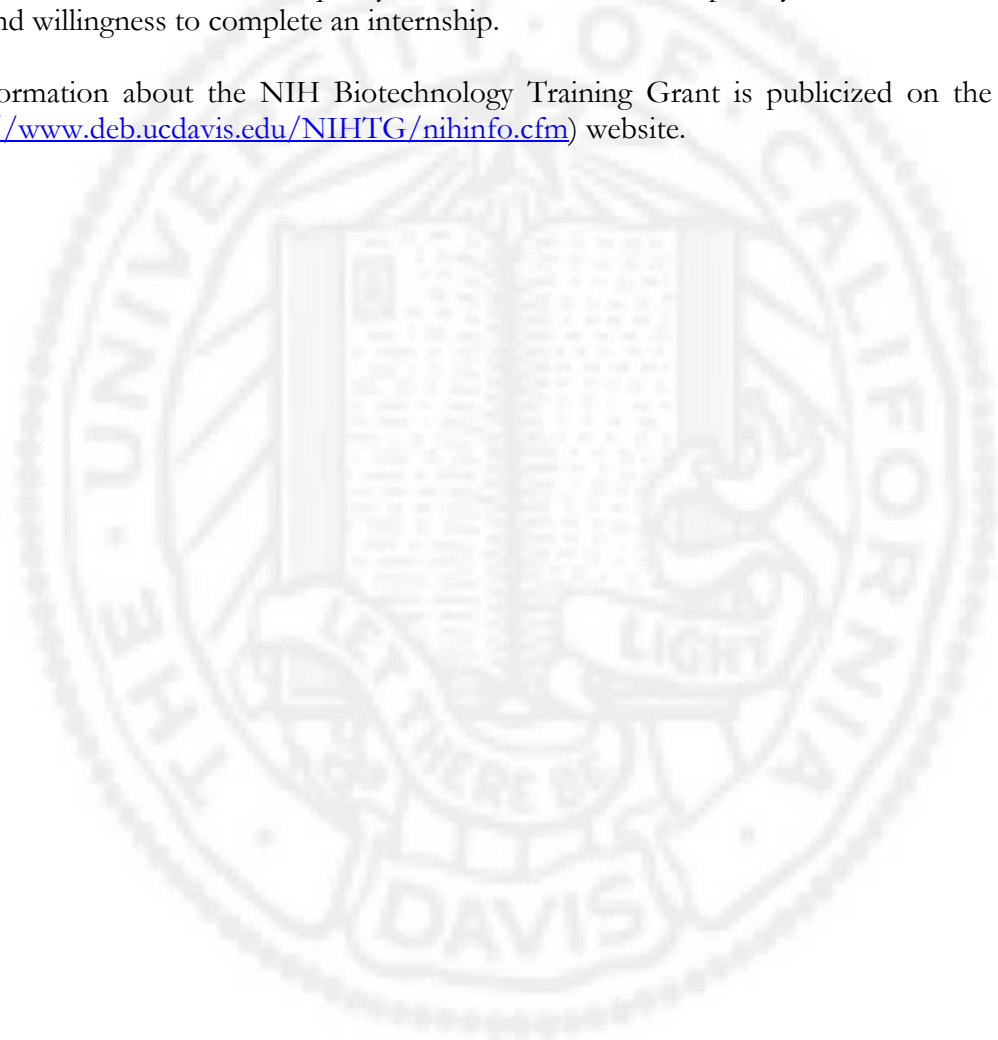 and willingness to complete an internship.
ormation about the NIH Biotechnology Training Grant is publicized on the
//www.deb.ucdavis.edu/NIHTG/nihinfo.cfm) website.
THE · UNIVERSITY · OF · CALIFORNIA
LET THERE BE
LIGHT
DAVIS